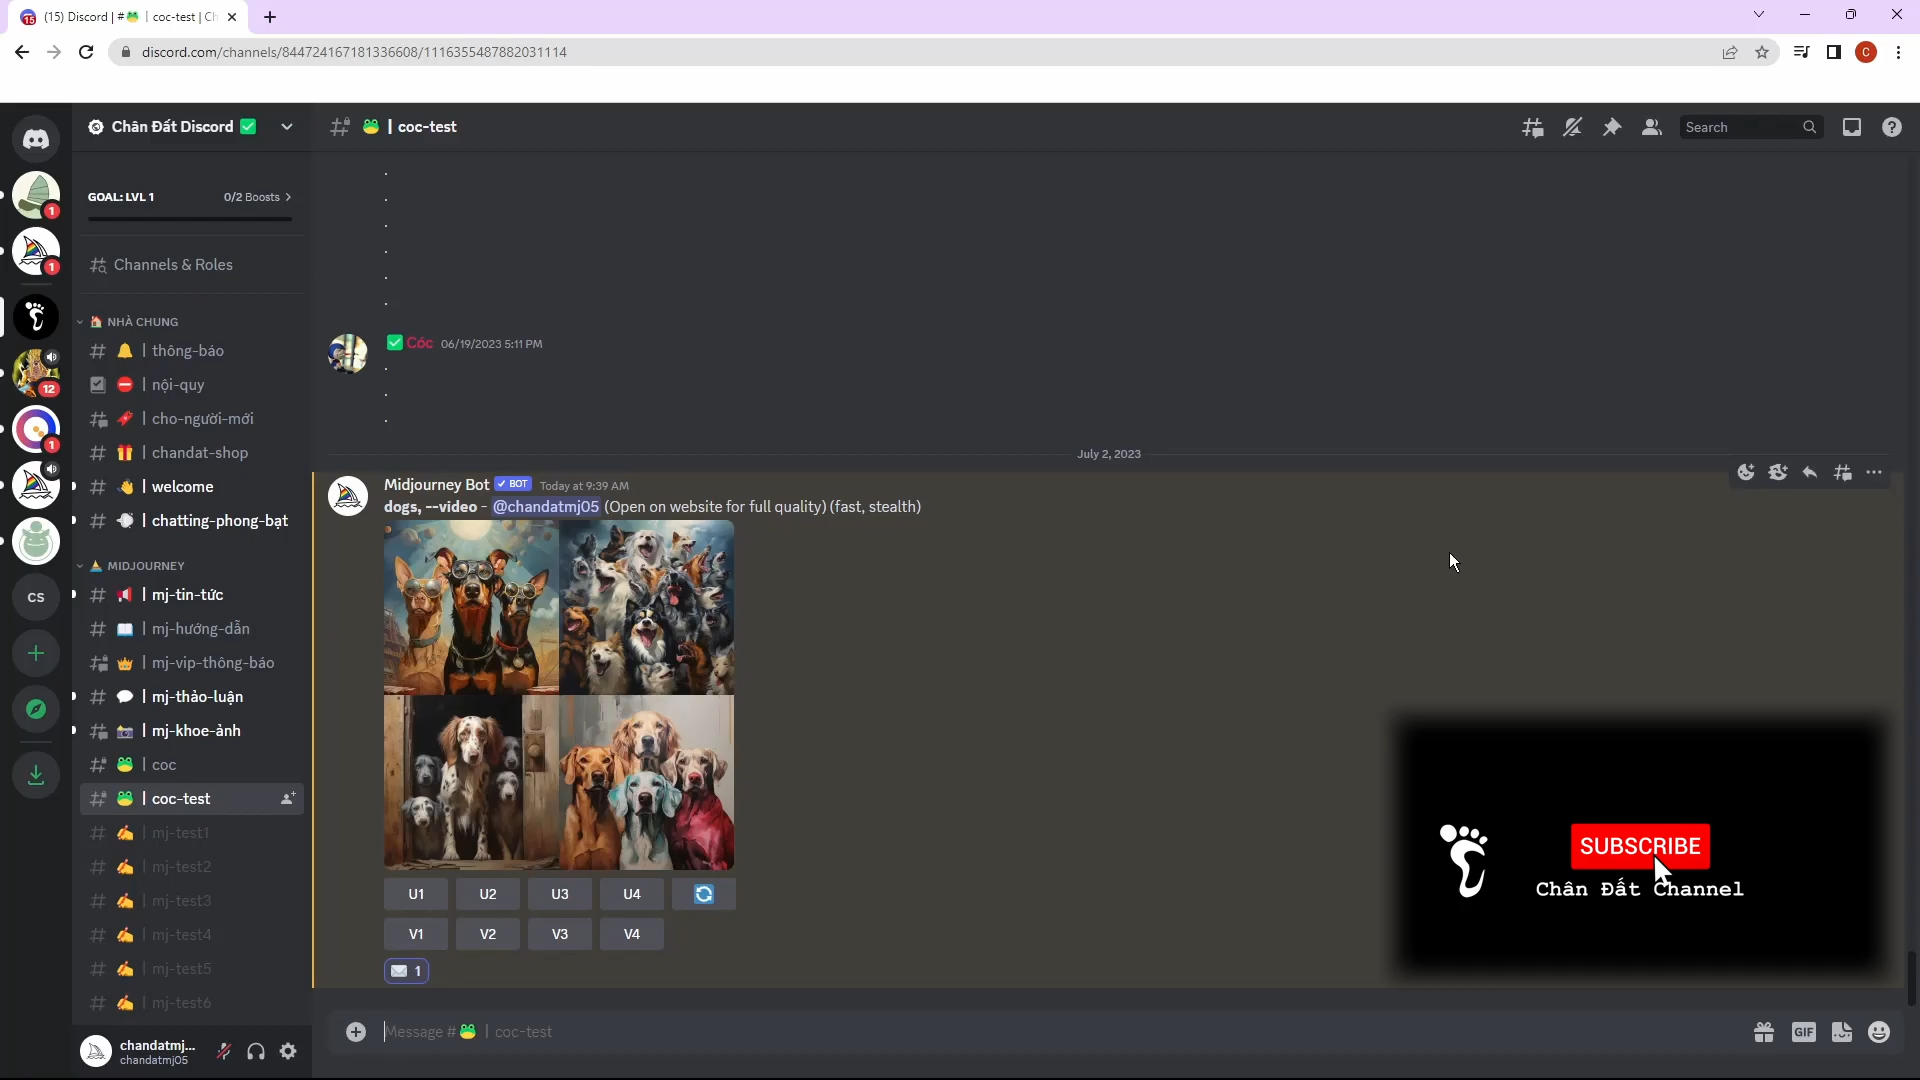 (15) Discord | #🐸 | coc-test | Ch
discord.com/channels/844724167181336608/1116355487882031114
C
Chân Đất Discord ✅
🐸 | coc-test
Search
GOAL: LVL 1
0/2 Boosts
Channels & Roles
🏠 NHÀ CHUNG
🔔 | thông-báo
⛔ | nội-quy
🧨 | cho-người-mới
🎁 | chandat-shop
👋 | welcome
| chatting-phong-bạt
MIDJOURNEY
📢 | mj-tin-tức
📖 | mj-hướng-dẫn
👑 | mj-vip-thông-báo
💬 | mj-thảo-luận
📸 | mj-khoe-ảnh
🐸 | coc
🐸 | coc-test
✍ | mj-test1
✍ | mj-test2
✍ | mj-test3
✍ | mj-test4
✍ | mj-test5
✍ | mj-test6
chandatmj...
chandatmj05
1
1
12
1
CS
✅ Cóc 06/19/2023 5:11 PM
July 2, 2023
Midjourney Bot ✓ BOT Today at 9:39 AM
dogs, --video - @chandatmj05 (Open on website for full quality) (fast, stealth)
U1 U2 U3 U4
V1 V2 V3 V4
1
Message #🐸 | coc-test
GIF
SUBSCRIBE
Chân Đất Channel